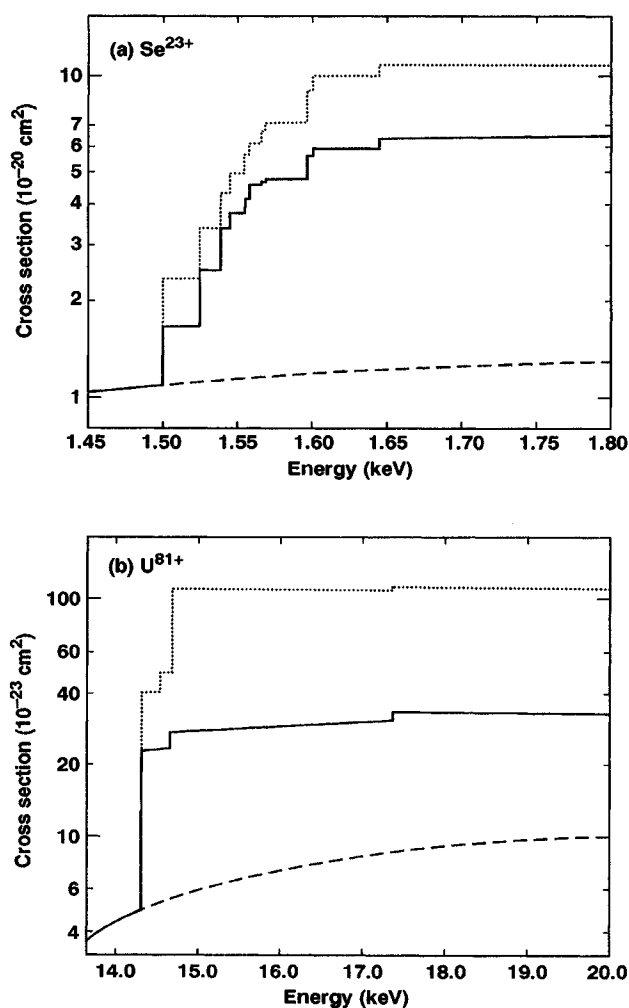 (a) Se²³⁺
10
7
6
5
4
3
2
1
Cross section (10⁻²⁰ cm²)
1.45 1.50 1.55 1.60 1.65 1.70 1.75 1.80
Energy (keV)
(b) U⁸¹⁺
100
60
40
20
10
6
4
Cross section (10⁻²³ cm²)
14.0 15.0 16.0 17.0 18.0 19.0 20.0
Energy (keV)